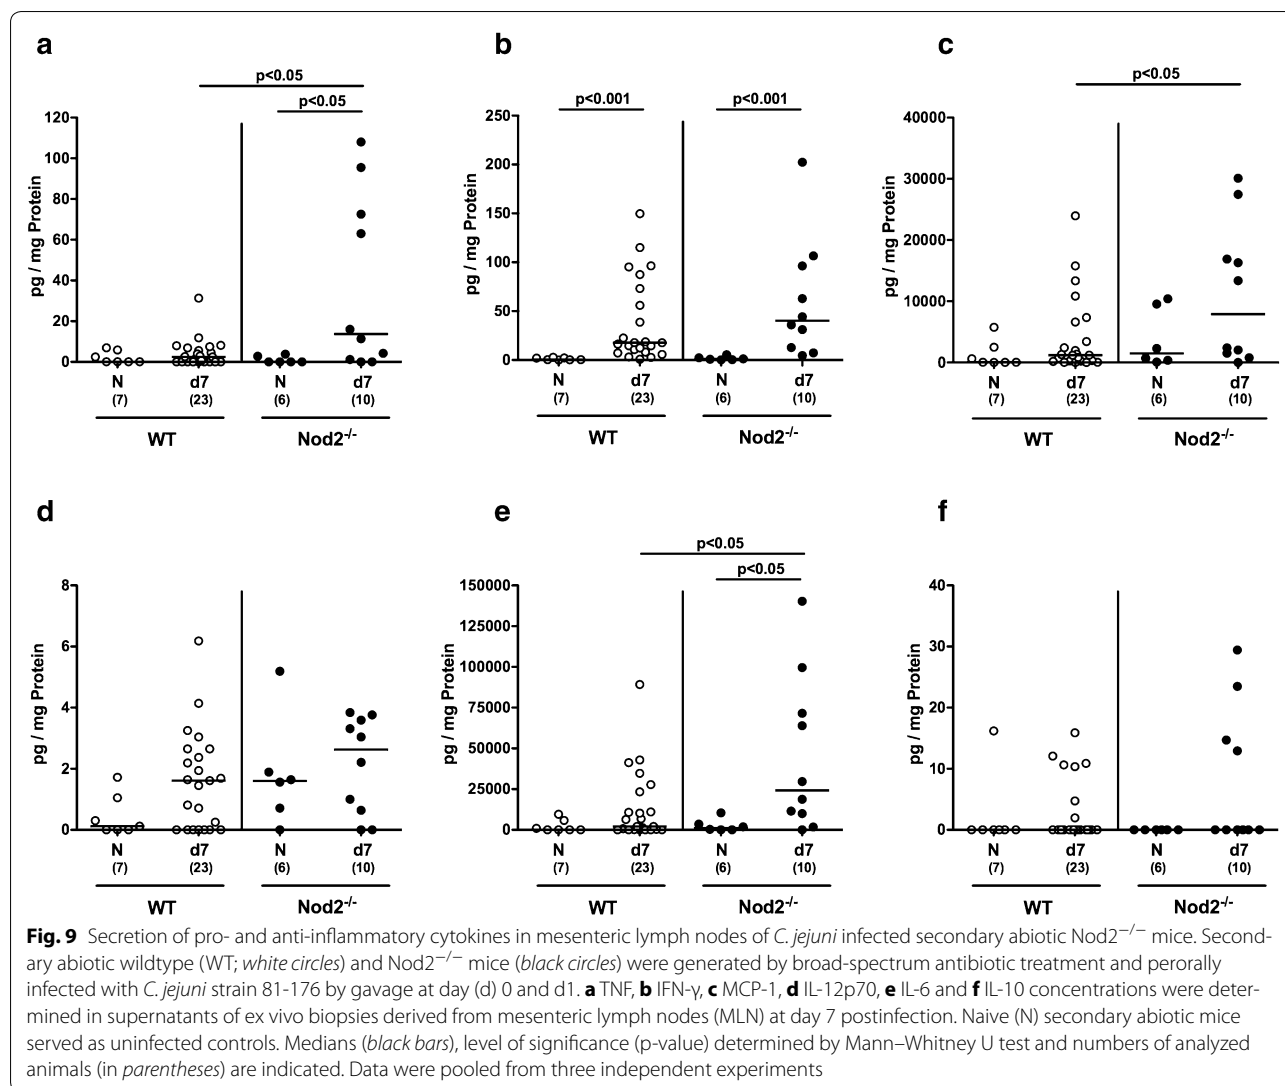 a
p<0.05
p<0.05
120
100
80
60
40
20
0
pg / mg Protein
N
d7
N
d7
(7)
(23)
(6)
(10)
WT
Nod2-/-
b
p<0.001
p<0.001
250
200
150
100
50
0
pg / mg Protein
N
d7
N
d7
(7)
(23)
(6)
(10)
WT
Nod2-/-
c
p<0.05
40000
30000
20000
10000
0
pg / mg Protein
N
d7
N
d7
(7)
(23)
(6)
(10)
WT
Nod2-/-
d
8
6
4
2
0
pg / mg Protein
N
d7
N
d7
(7)
(23)
(6)
(10)
WT
Nod2-/-
e
p<0.05
p<0.05
150000
125000
100000
75000
50000
25000
0
pg / mg Protein
N
d7
N
d7
(7)
(23)
(6)
(10)
WT
Nod2-/-
f
40
30
20
10
0
pg / mg Protein
N
d7
N
d7
(7)
(23)
(6)
(10)
WT
Nod2-/-
Fig. 9 Secretion of pro- and anti-inflammatory cytokines in mesenteric lymph nodes of C. jejuni infected secondary abiotic Nod2−/− mice. Second-
ary abiotic wildtype (WT; white circles) and Nod2−/− mice (black circles) were generated by broad-spectrum antibiotic treatment and perorally
infected with C. jejuni strain 81-176 by gavage at day (d) 0 and d1. a TNF, b IFN-γ, c MCP-1, d IL-12p70, e IL-6 and f IL-10 concentrations were deter-
mined in supernatants of ex vivo biopsies derived from mesenteric lymph nodes (MLN) at day 7 postinfection. Naive (N) secondary abiotic mice
served as uninfected controls. Medians (black bars), level of significance (p-value) determined by Mann–Whitney U test and numbers of analyzed
animals (in parentheses) are indicated. Data were pooled from three independent experiments